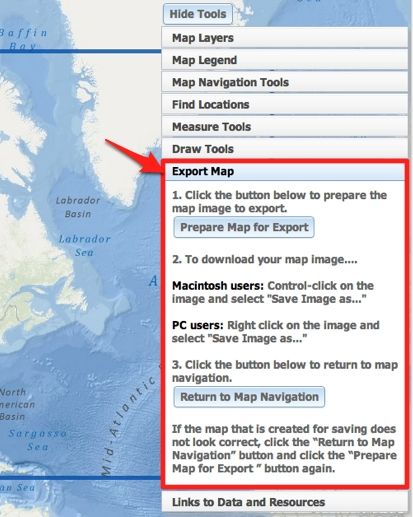 Hide Tools
Baffin
Bay
Map Layers
Map Legend
Map Navigation Tools
Find Locations
Measure Tools
Draw Tools
Export Map
1. Click the button below to prepare the
map image to export.
Prepare Map for Export
2. To download your map image....
Macintosh users: Control-click on the
image and select "Save Image as..."
PC users: Right click on the image and
select "Save Image as..."
3. Click the button below to return to map
navigation.
Return to Map Navigation
If the map that is created for saving does
not look correct, click the “Return to Map
Navigation” button and click the “Prepare
Map for Export ” button again.
Links to Data and Resources
Labrador
Basin
Labrador
Sea
A
Mid-Atlantic
North
merican
Basin
Sargasso
Sea
an Sea